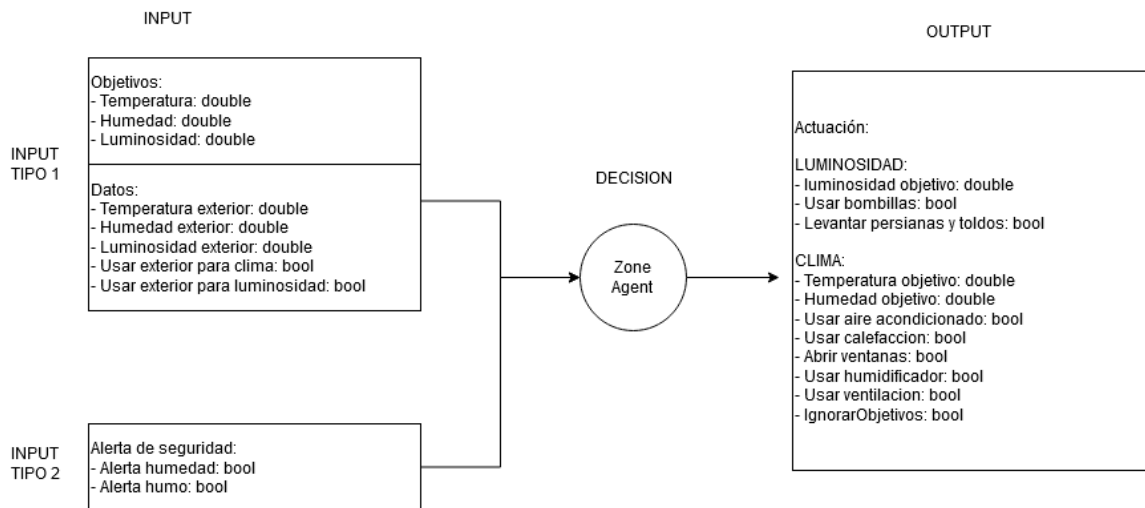 INPUT
OUTPUT
INPUT
TIPO 1
Objetivos:
- Temperatura: double
- Humedad: double
- Luminosidad: double
Datos:
- Temperatura exterior: double
- Humedad exterior: double
- Luminosidad exterior: double
- Usar exterior para clima: bool
- Usar exterior para luminosidad: bool
INPUT
TIPO 2
Alerta de seguridad:
- Alerta humedad: bool
- Alerta humo: bool
DECISION
Zone
Agent
Actuación:
LUMINOSIDAD:
- luminosidad objetivo: double
- Usar bombillas: bool
- Levantar persianas y toldos: bool
CLIMA:
- Temperatura objetivo: double
- Humedad objetivo: double
- Usar aire acondicionado: bool
- Usar calefaccion: bool
- Abrir ventanas: bool
- Usar humidificador: bool
- Usar ventilacion: bool
- IgnorarObjetivos: bool